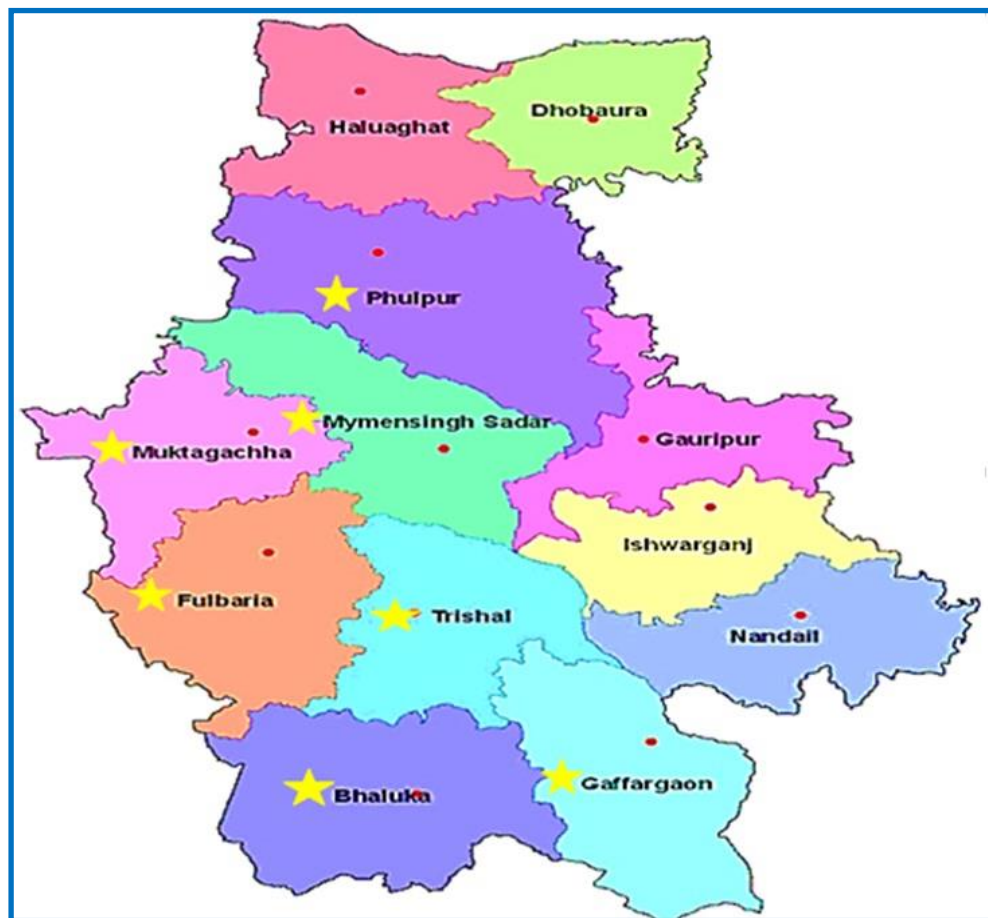 Dhobaura
Haluaghat
Phulpur
Mymensingh Sadar
Gauripur
Muktagachha
Ishwarganj
Fulbaria
Trishal
Nandail
Gaffargaon
Bhaluka